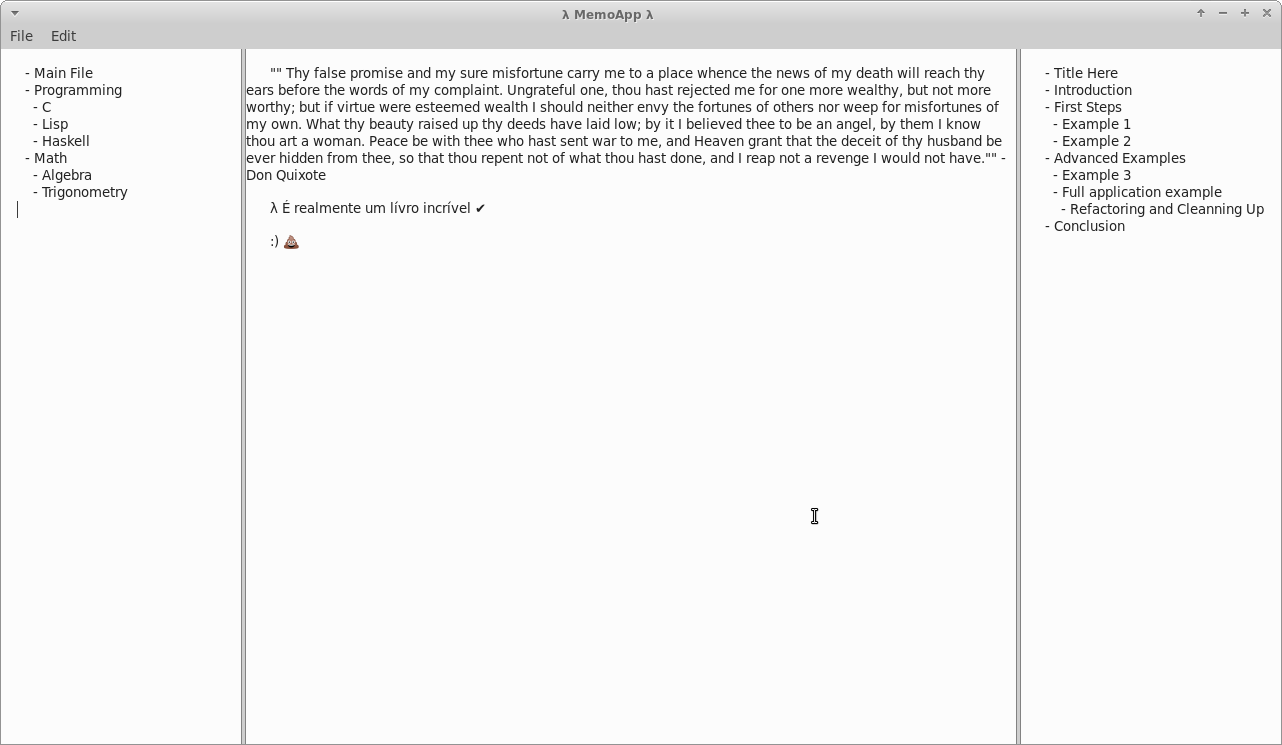 λ MemoApp λ
File Edit
- Main File
- Programming
- C
- Lisp
- Haskell
- Math
- Algebra
- Trigonometry
"" Thy false promise and my sure misfortune carry me to a place whence the news of my death will reach thy
ears before the words of my complaint. Ungrateful one, thou hast rejected me for one more wealthy, but not more
worthy; but if virtue were esteemed wealth I should neither envy the fortunes of others nor weep for misfortunes of
my own. What thy beauty raised up thy deeds have laid low; by it I believed thee to be an angel, by them I know
thou art a woman. Peace be with thee who hast sent war to me, and Heaven grant that the deceit of thy husband be
ever hidden from thee, so that thou repent not of what thou hast done, and I reap not a revenge I would not have."" -
Don Quixote
λ É realmente um lívro incrível ✔
:) 💩
- Title Here
- Introduction
- First Steps
- Example 1
- Example 2
- Advanced Examples
- Example 3
- Full application example
- Refactoring and Cleanning Up
- Conclusion